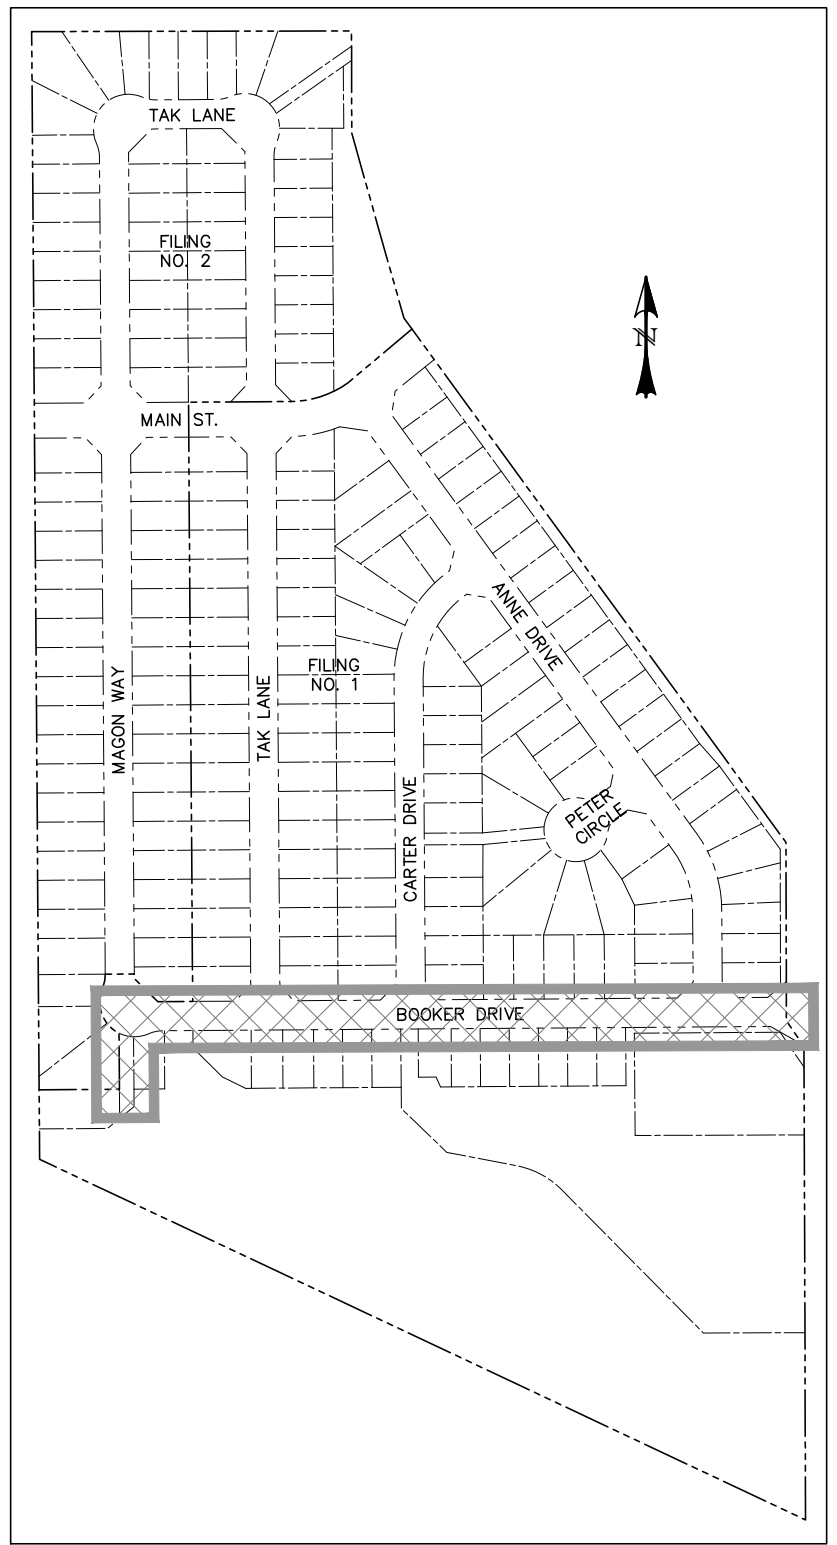 TAK LANE
FILING
NO. 2
N
MAIN ST.
ANNE DRIVE
FILING
NO. 1
MAGON WAY
TAK LANE
CARTER DRIVE
PETER
CIRCLE
BOOKER DRIVE